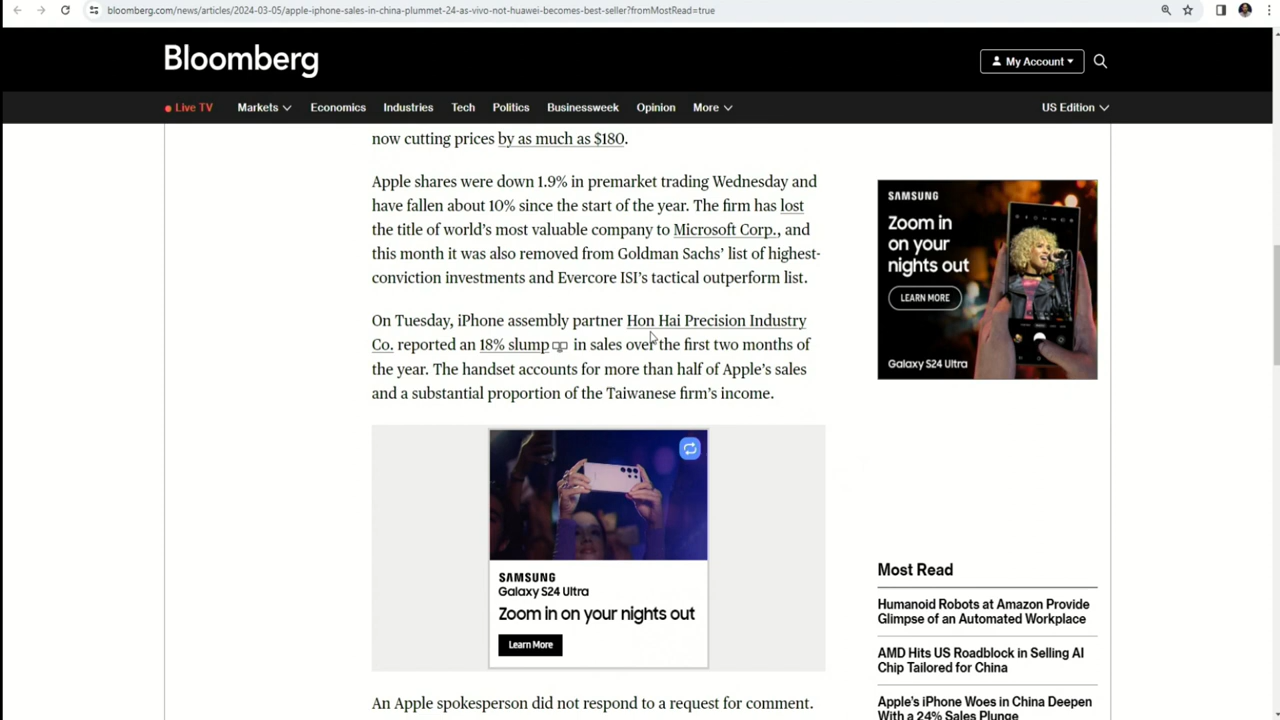 bloomberg.com/news/articles/2024-03-05/apple-iphone-sales-in-china-plummet-24-as-vivo-not-huawei-becomes-best-seller?fromMostRead=true
Bloomberg
My Account
Live TV
Markets
Economics
Industries
Tech
Politics
Businessweek
Opinion
More
US Edition
now cutting prices by as much as $180.
Apple shares were down 1.9% in premarket trading Wednesday and
have fallen about 10% since the start of the year. The firm has lost
the title of world's most valuable company to Microsoft Corp., and
this month it was also removed from Goldman Sachs' list of highest-
conviction investments and Evercore ISI's tactical outperform list.
On Tuesday, iPhone assembly partner Hon Hai Precision Industry
Co. reported an 18% slump in sales over the first two months of
the year. The handset accounts for more than half of Apple's sales
and a substantial proportion of the Taiwanese firm's income.
SAMSUNG
Galaxy S24 Ultra
Zoom in on your nights out
Learn More
An Apple spokesperson did not respond to a request for comment.
SAMSUNG
Zoom in
on your
nights out
LEARN MORE
Galaxy S24 Ultra
Most Read
Humanoid Robots at Amazon Provide
Glimpse of an Automated Workplace
AMD Hits US Roadblock in Selling AI
Chip Tailored for China
Apple's iPhone Woes in China Deepen
With a 24% Sales Plunge